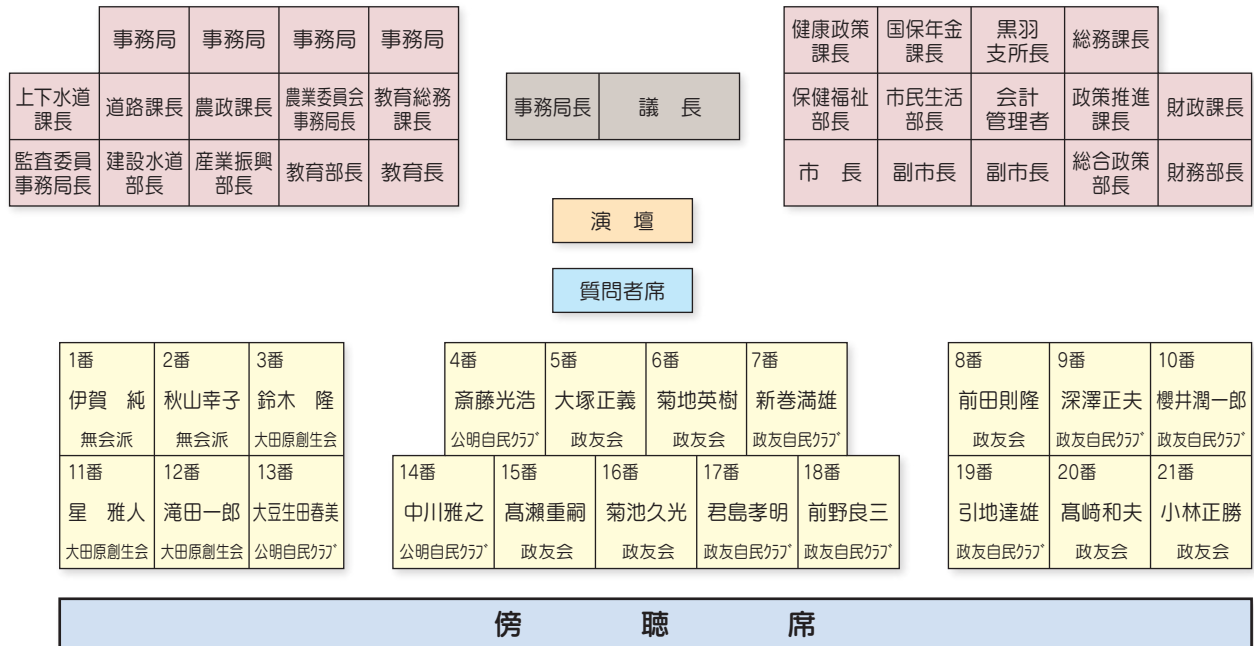 事務局 事務局 事務局 事務局
上下水道課長 道路課長 農政課長 農業委員会事務局長 教育総務課長
監査委員事務局長 建設水道部長 産業振興部長 教育部長 教育長
事務局長 議 長
健康政策課長 国保年金課長 黒羽支所長 総務課長
保健福祉部長 市民生活部長 会計管理者 政策推進課長 財政課長
市 長 副市長 副市長 総合政策部長 財務部長
演 壇
質問者席
1番 2番 3番
伊賀 純 秋山幸子 鈴木 隆
無会派 無会派 大田原創生会
11番 12番 13番
星 雅人 滝田一郎 大豆生田春美
大田原創生会 大田原創生会 公明自民ｸﾗﾌﾞ
4番 5番 6番 7番
斎藤光浩 大塚正義 菊地英樹 新巻満雄
公明自民ｸﾗﾌﾞ 政友会 政友会 政友自民ｸﾗﾌﾞ
14番 15番 16番 17番 18番
中川雅之 髙瀨重嗣 菊池久光 君島孝明 前野良三
公明自民ｸﾗﾌﾞ 政友会 政友会 政友自民ｸﾗﾌﾞ 政友自民ｸﾗﾌﾞ
8番 9番 10番
前田則隆 深澤正夫 櫻井潤一郎
政友会 政友自民ｸﾗﾌﾞ 政友自民ｸﾗﾌﾞ
19番 20番 21番
引地達雄 髙﨑和夫 小林正勝
政友自民ｸﾗﾌﾞ 政友会 政友会
傍 聴 席